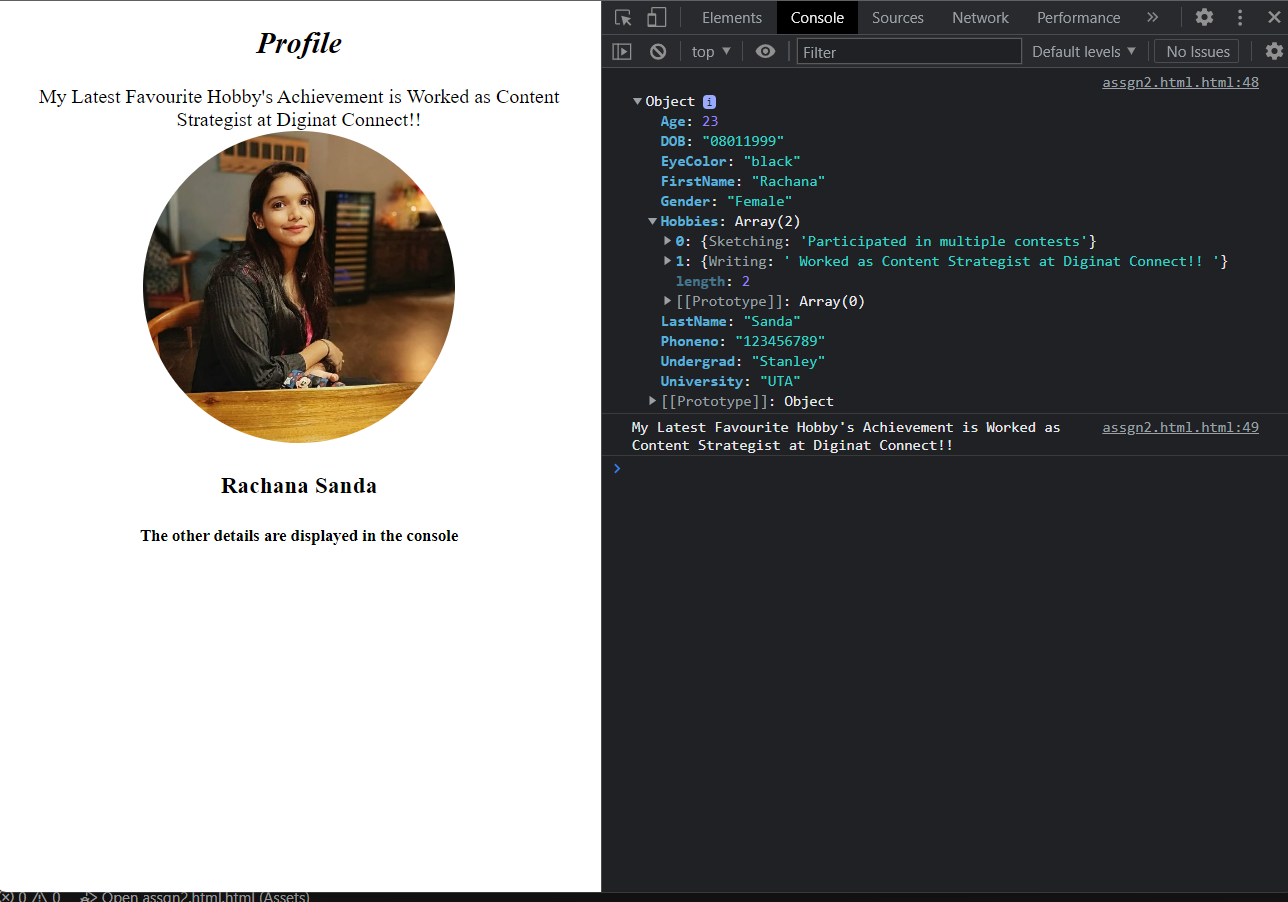 Profile
My Latest Favourite Hobby's Achievement is Worked as Content
Strategist at Diginat Connect!!
Rachana Sanda
The other details are displayed in the console
Elements Console Sources Network Performance »
top ▼ Filter Default levels ▼ No Issues
assgn2.html.html:48
▼Object i
Age: 23
DOB: "08011999"
EyeColor: "black"
FirstName: "Rachana"
Gender: "Female"
▼Hobbies: Array(2)
▶0: {Sketching: 'Participated in multiple contests'}
▶1: {Writing: ' Worked as Content Strategist at Diginat Connect!! '}
length: 2
▶[[Prototype]]: Array(0)
LastName: "Sanda"
Phoneno: "123456789"
Undergrad: "Stanley"
University: "UTA"
▶[[Prototype]]: Object
My Latest Favourite Hobby's Achievement is Worked as assgn2.html.html:49
Content Strategist at Diginat Connect!!
>
0 0 Open assgn2.html.html (Assets)